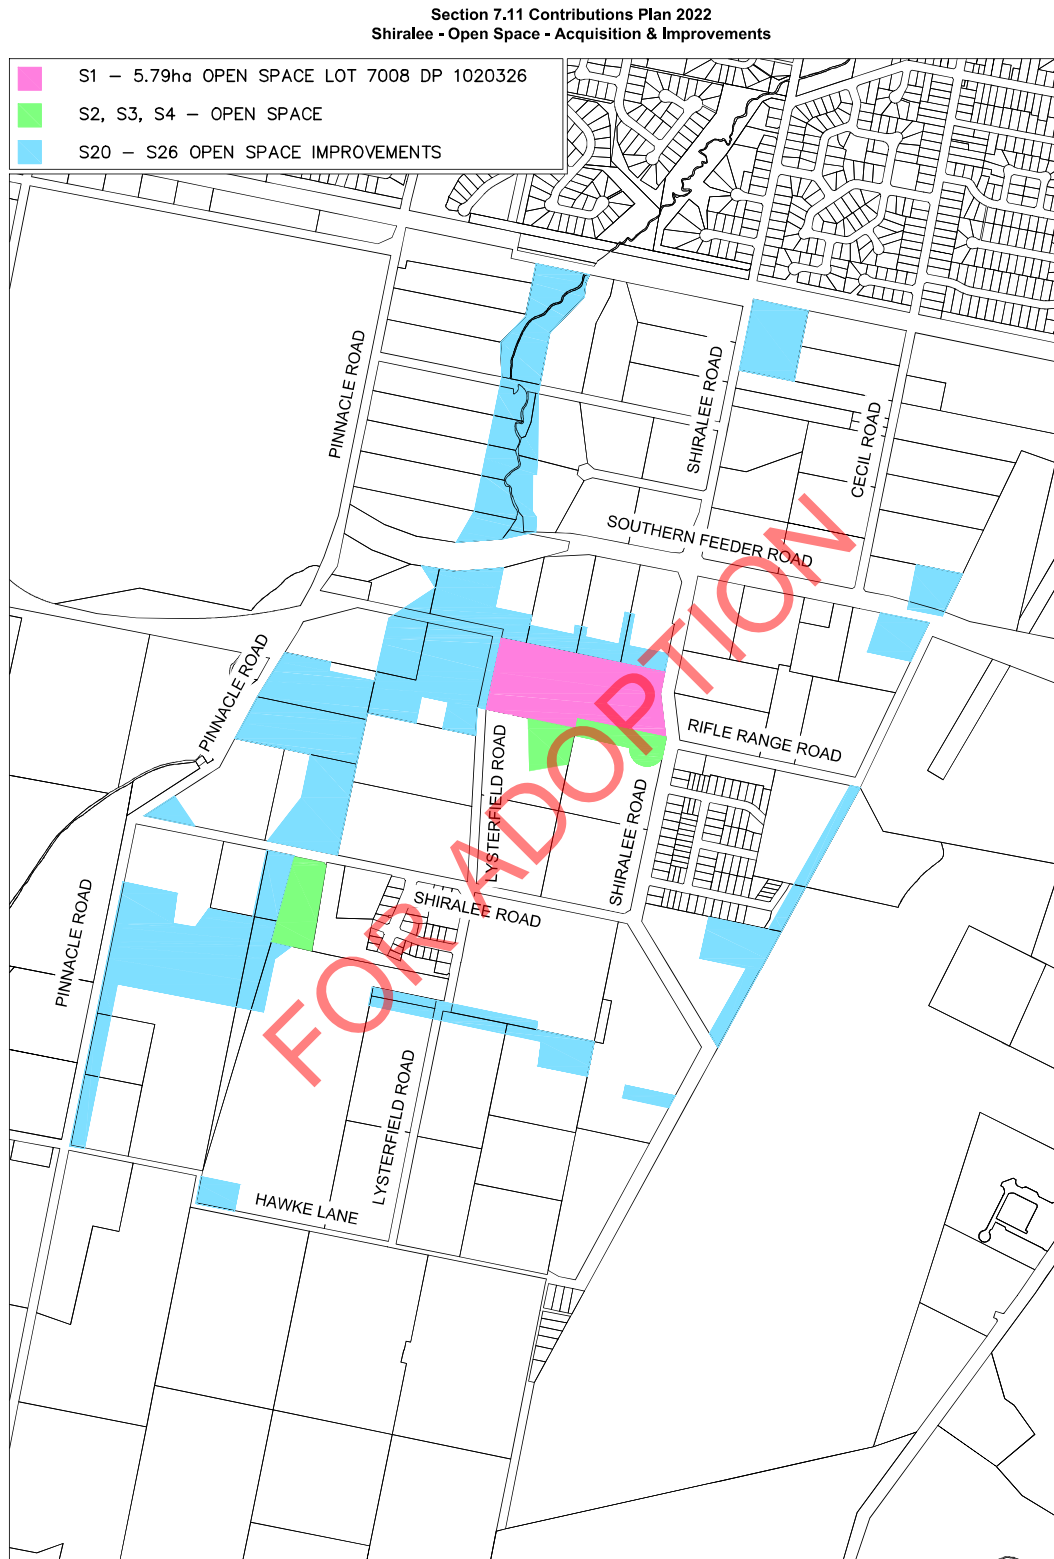 Section 7.11 Contributions Plan 2022
Shiralee - Open Space - Acquisition & Improvements
S1 – 5.79ha OPEN SPACE LOT 7008 DP 1020326
S2, S3, S4 – OPEN SPACE
S20 – S26 OPEN SPACE IMPROVEMENTS
PINNACLE ROAD
SHIRALEE ROAD
CECIL ROAD
SOUTHERN FEEDER ROAD
PINNACLE ROAD
RIFLE RANGE ROAD
LYSTERFIELD ROAD
SHIRALEE ROAD
SHIRALEE ROAD
PINNACLE ROAD
LYSTERFIELD ROAD
HAWKE LANE
FOR ADOPTION